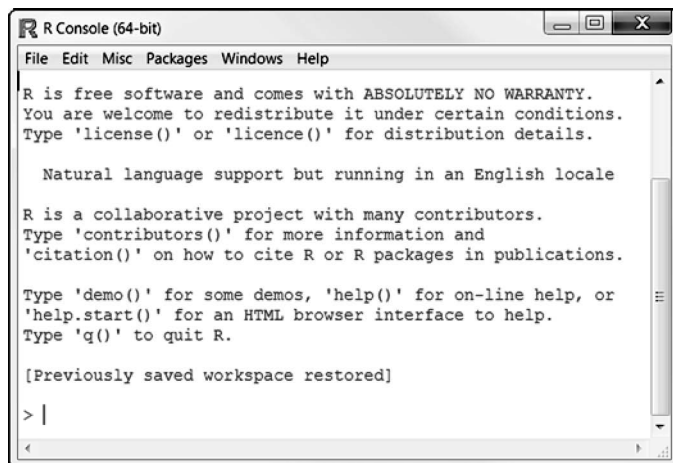 R Console (64-bit)
File Edit Misc Packages Windows Help
R is free software and comes with ABSOLUTELY NO WARRANTY.
You are welcome to redistribute it under certain conditions.
Type 'license()' or 'licence()' for distribution details.
Natural language support but running in an English locale
R is a collaborative project with many contributors.
Type 'contributors()' for more information and
'citation()' on how to cite R or R packages in publications.
Type 'demo()' for some demos, 'help()' for on-line help, or
'help.start()' for an HTML browser interface to help.
Type 'q()' to quit R.
[Previously saved workspace restored]
>